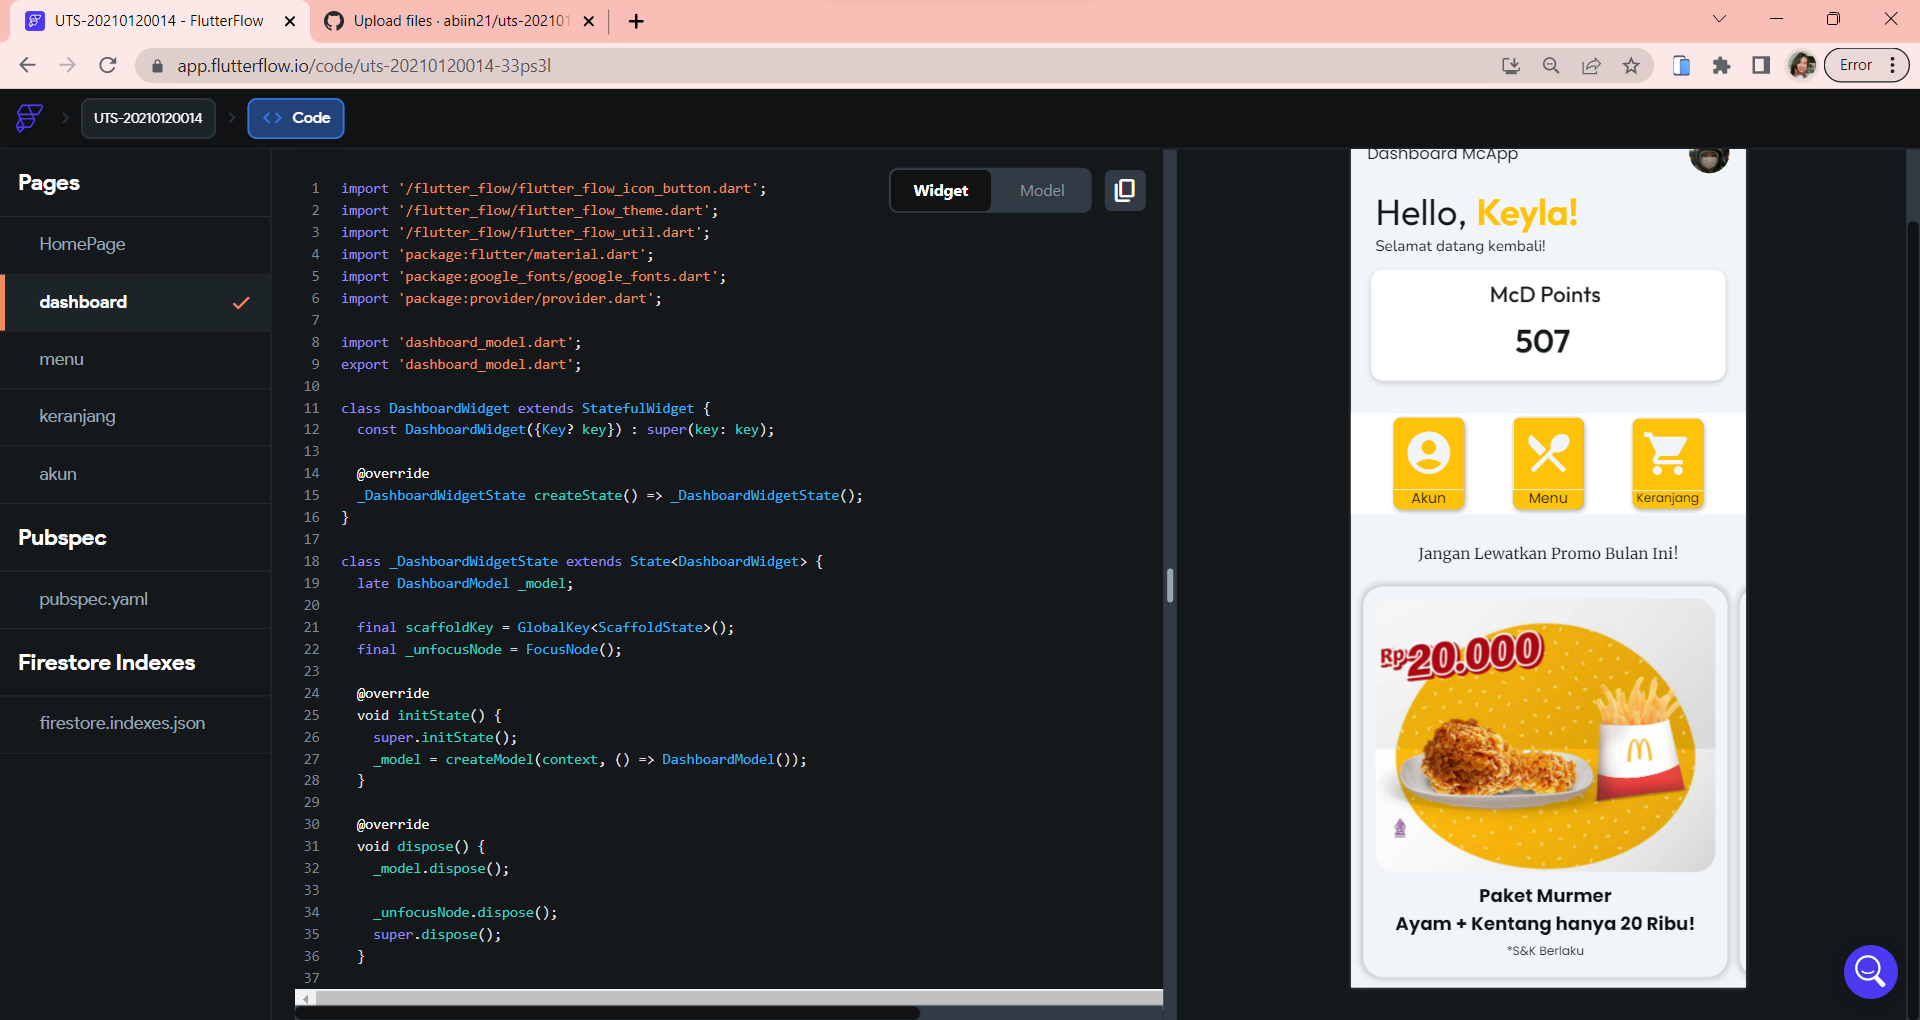 UTS-20210120014 - FlutterFlow
Upload files · abiin21/uts-202101
app.flutterflow.io/code/uts-20210120014-33ps3l
Error
UTS-20210120014
<> Code
Pages
HomePage
dashboard
menu
keranjang
akun
Pubspec
pubspec.yaml
Firestore Indexes
firestore.indexes.json
Widget
Model
1 import '/flutter_flow/flutter_flow_icon_button.dart';
2 import '/flutter_flow/flutter_flow_theme.dart';
3 import '/flutter_flow/flutter_flow_util.dart';
4 import 'package:flutter/material.dart';
5 import 'package:google_fonts/google_fonts.dart';
6 import 'package:provider/provider.dart';
7
8 import 'dashboard_model.dart';
9 export 'dashboard_model.dart';
10
11 class DashboardWidget extends StatefulWidget {
12 const DashboardWidget({Key? key}) : super(key: key);
13
14 @override
15 _DashboardWidgetState createState() => _DashboardWidgetState();
16 }
17
18 class _DashboardWidgetState extends State<DashboardWidget> {
19 late DashboardModel _model;
20
21 final scaffoldKey = GlobalKey<ScaffoldState>();
22 final _unfocusNode = FocusNode();
23
24 @override
25 void initState() {
26 super.initState();
27 _model = createModel(context, () => DashboardModel());
28 }
29
30 @override
31 void dispose() {
32 _model.dispose();
33
34 _unfocusNode.dispose();
35 super.dispose();
36 }
37
Dashboard McApp
Hello, Keyla!
Selamat datang kembali!
McD Points
507
Akun
Menu
Keranjang
Jangan Lewatkan Promo Bulan Ini!
Rp20.000
Paket Murmer
Ayam + Kentang hanya 20 Ribu!
*S&K Berlaku